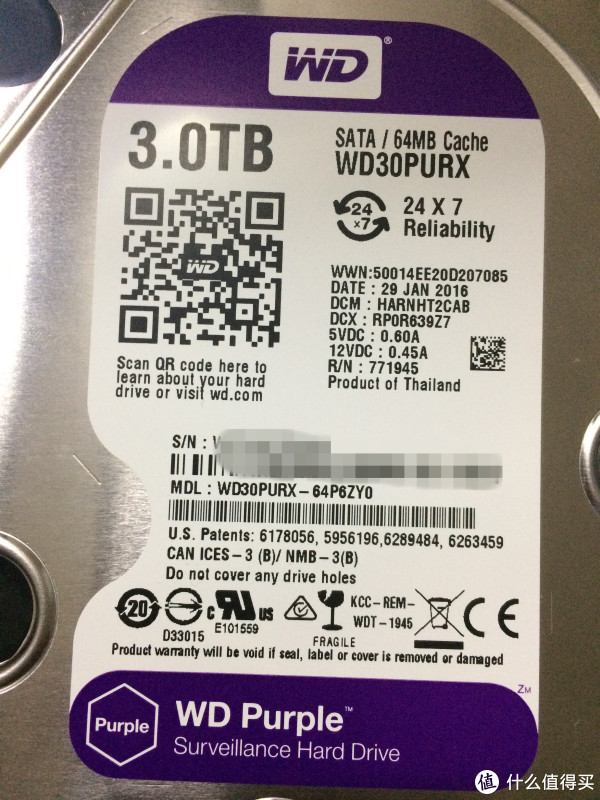 WD®
3.0TB
SATA / 64MB Cache
WD30PURX
24
x7
24 X 7
Reliability
WD
WWN:50014EE20D207085
DATE : 29 JAN 2016
DCM : HARNHT2CAB
DCX : RP0R639Z7
5VDC : 0.60A
12VDC : 0.45A
R/N : 771945
Product of Thailand
Scan QR code here to
learn about your hard
drive or visit wd.com
S/N :
MDL : WD30PURX-64P6ZY0
U.S. Patents: 6178056, 5956196,6289484, 6263459
CAN ICES-3 (B)/ NMB-3(B)
Do not cover any drive holes
20
D33015
c UR US
E101559
FRAGILE
KCC-REM-
WDT-1945
CE
Product warranty will be void if seal, label or cover is removed or damaged
ZM
Purple
WD Purple™
Surveillance Hard Drive
值 什么值得买